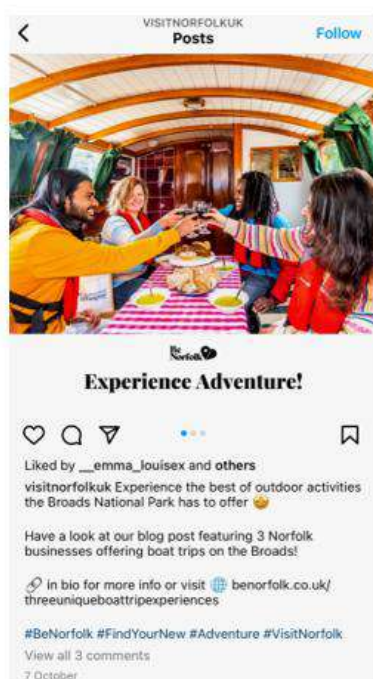 VISITNORFOLKUK
Posts
Follow
Be
Norfolk
Experience Adventure!
Liked by __emma_louisex and others
visitnorfolkuk Experience the best of outdoor activities
the Broads National Park has to offer 🤩
Have a look at our blog post featuring 3 Norfolk
businesses offering boat trips on the Broads!
🔗 in bio for more info or visit 🌐 benorfolk.co.uk/
threeuniqueboattripexperiences
#BeNorfolk #FindYourNew #Adventure #VisitNorfolk
View all 3 comments
7 October